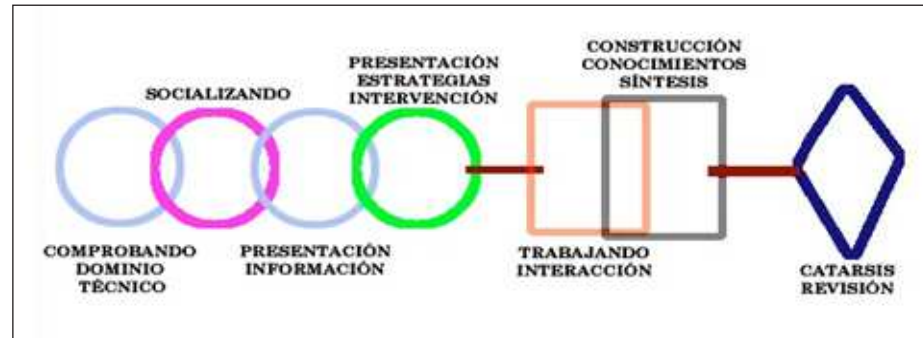 COMPROBANDO
DOMINIO
TÉCNICO
SOCIALIZANDO
PRESENTACIÓN
INFORMACIÓN
PRESENTACIÓN
ESTRATEGIAS
INTERVENCIÓN
TRABAJANDO
INTERACCIÓN
CONSTRUCCIÓN
CONOCIMIENTOS
SÍNTESIS
CATARSIS
REVISIÓN